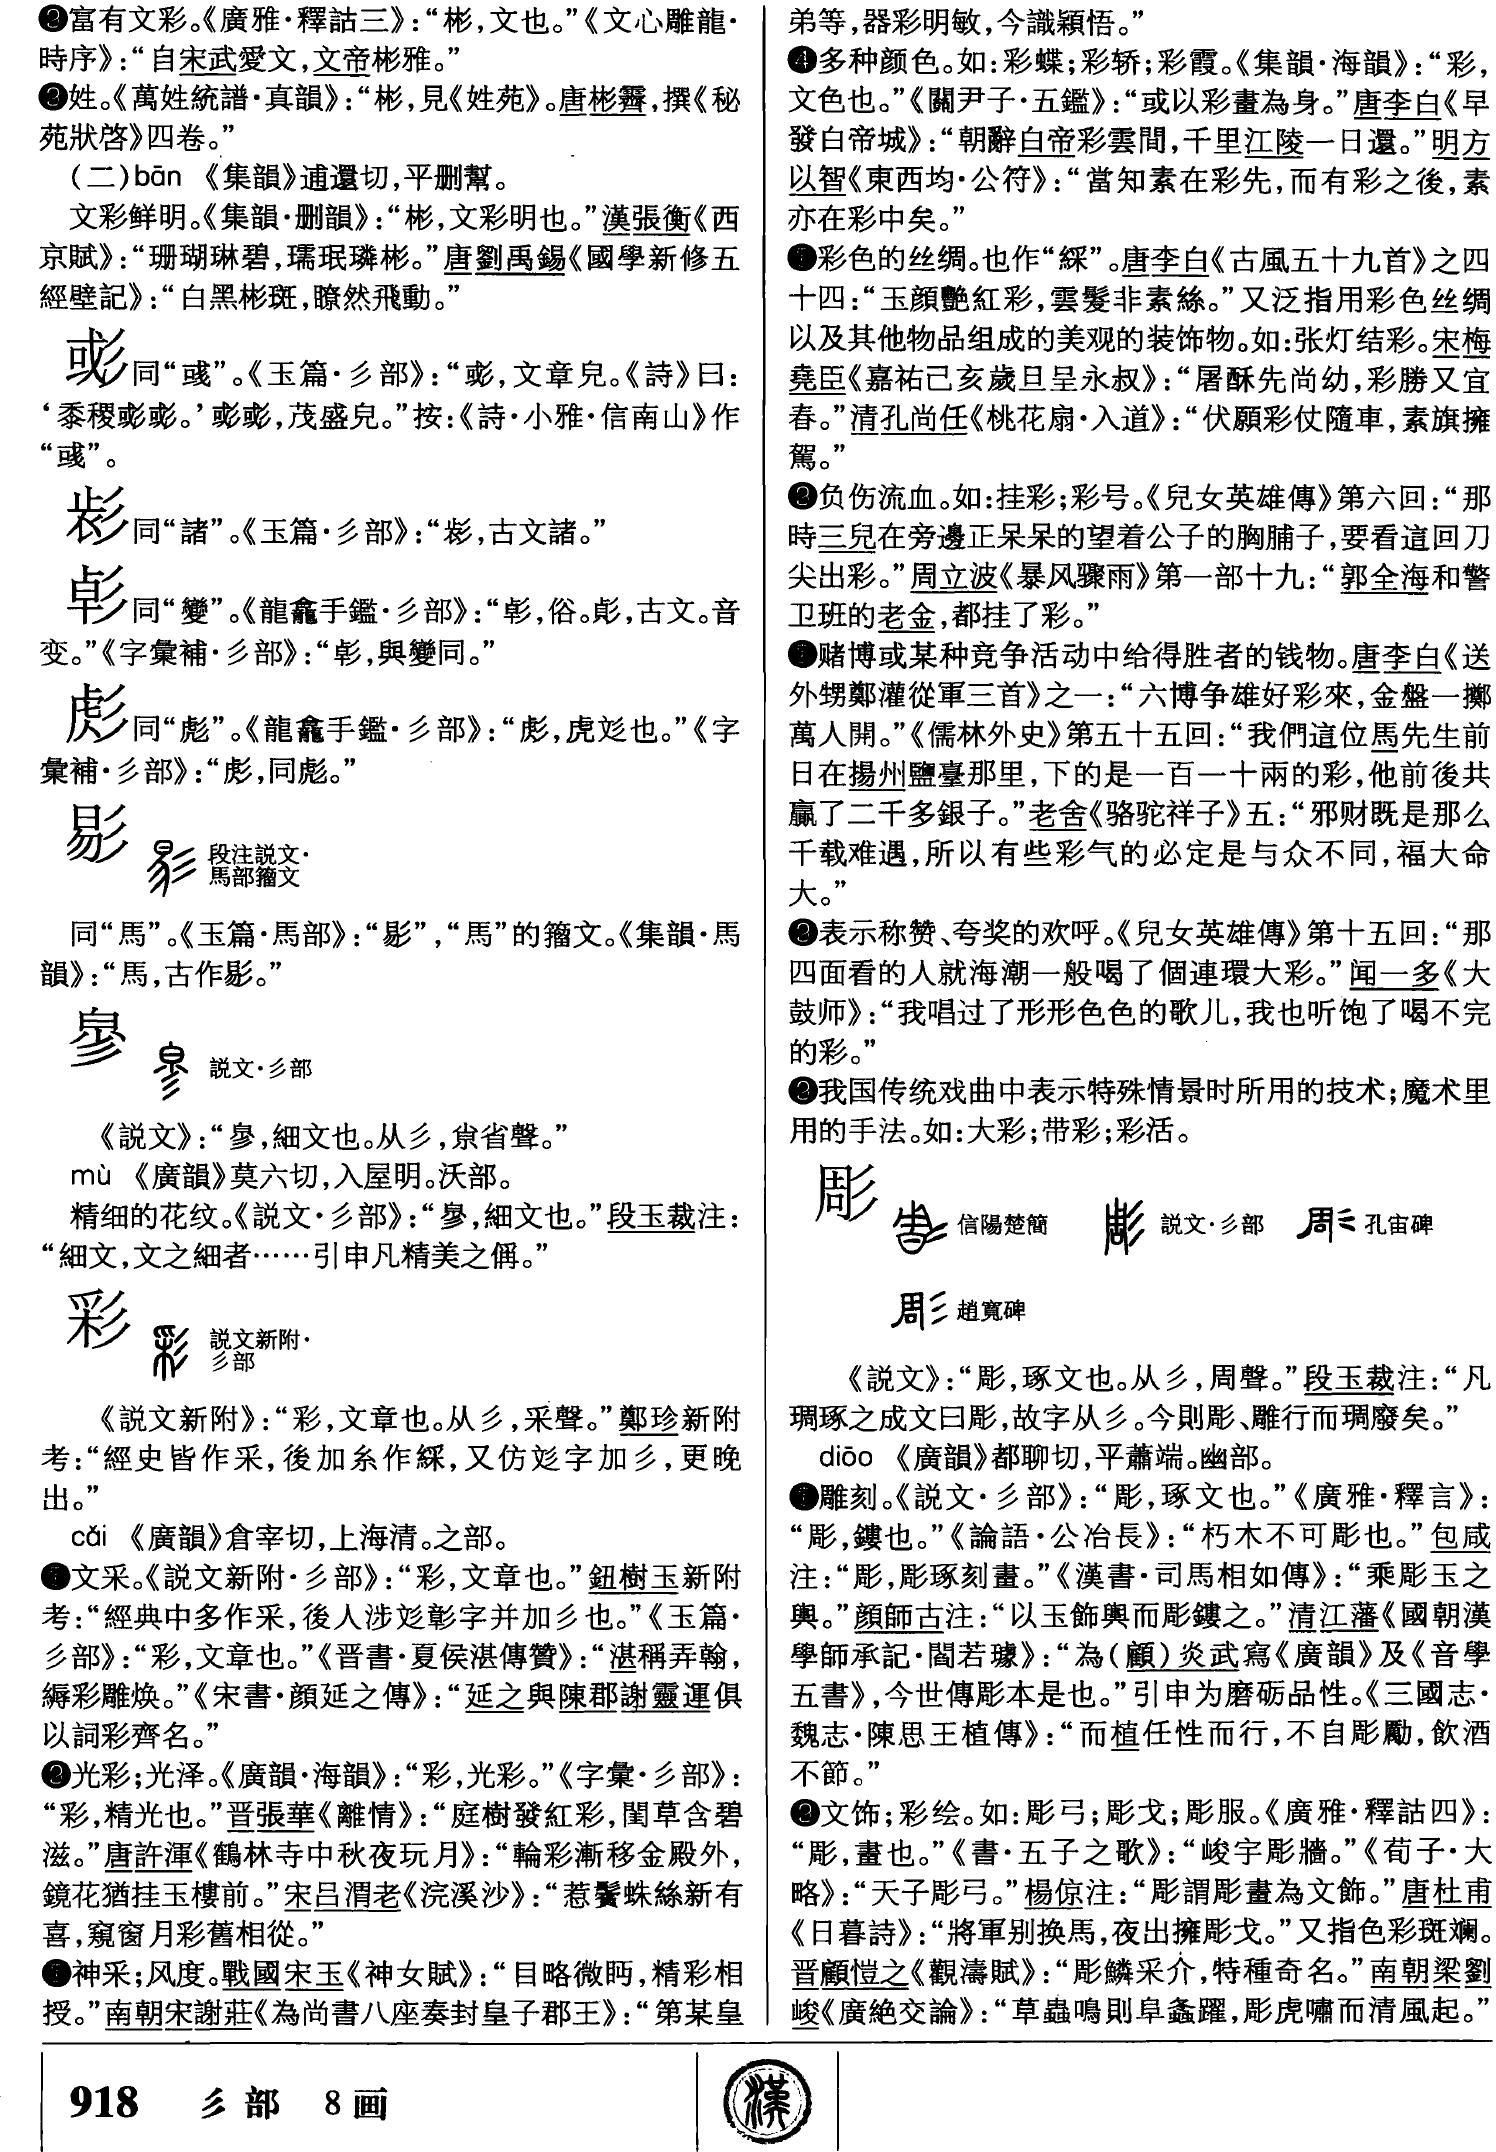 ❷富有文彩。《廣雅·釋詁三》：“彬，文也。”《文心雕龍·
時序》：“自宋武愛文，文帝彬雅。”
❷姓。《萬姓統譜·真韻》：“彬，見《姓苑》。唐彬霽，撰《秘
苑狀啓》四卷。”
(二)bān 《集韻》逋還切，平删幫。
文彩鲜明。《集韻·删韻》：“彬，文彩明也。”漢張衡《西
京賦》：“珊瑚琳碧，瓀珉璘彬。”唐劉禹錫《國學新修五
經壁記》：“白黑彬斑，瞭然飛動。”
彧同“彧”。《玉篇·彡部》：“，文章皃。《詩》曰：
‘黍稷。’，茂盛皃。”按：《詩·小雅·信南山》作
“彧”。
同“諸”。《玉篇·彡部》：“，古文諸。”
同“變”。《龍龕手鑑·彡部》：“，俗。，古文。音
变。”《字彙補·彡部》：“，與變同。”
同“彪”。《龍龕手鑑·彡部》：“，虎彣也。”《字
彙補·彡部》：“，同彪。”
影 段注説文·
馬部籀文
同“馬”。《玉篇·馬部》：“”，“馬”的籀文。《集韻·馬
韻》：“馬，古作。”
㣎 説文·彡部
《説文》：“㣎，細文也。从彡，㡀省聲。”
mù 《廣韻》莫六切，入屋明。沃部。
精细的花纹。《説文·彡部》：“㣎，細文也。”段玉裁注：
“細文，文之細者……引申凡精美之偁。”
彩 説文新附·
彡部
《説文新附》：“彩，文章也。从彡，采聲。”鄭珍新附
考：“經史皆作采，後加糸作綵，又仿彣字加彡，更晚
出。”
cǎi 《廣韻》倉宰切，上海清。之部。
❶文采。《説文新附·彡部》：“彩，文章也。”鈕樹玉新附
考：“經典中多作采，後人涉彣彰字并加彡也。”《玉篇·
彡部》：“彩，文章也。”《晋書·夏侯湛傳贊》：“湛稱弄翰，
縟彩雕焕。”《宋書·顔延之傳》：“延之與陳郡謝靈運俱
以詞彩齊名。”
❷光彩；光泽。《廣韻·海韻》：“彩，光彩。”《字彙·彡部》：
“彩，精光也。”晋張華《離情》：“庭樹發紅彩，閨草含碧
滋。”唐許渾《鶴林寺中秋夜玩月》：“輪彩漸移金殿外，
鏡花猶挂玉樓前。”宋吕渭老《浣溪沙》：“惹鬢蛛絲新有
喜，窺窗月彩舊相從。”
❸神采；风度。戰國宋玉《神女賦》：“目略微眄，精彩相
授。”南朝宋謝莊《為尚書八座奏封皇子郡王》：“第某皇
弟等，器彩明敏，今識穎悟。”
❹多种颜色。如：彩蝶；彩轿；彩霞。《集韻·海韻》：“彩，
文色也。”《關尹子·五鑑》：“或以彩畫為身。”唐李白《早
發白帝城》：“朝辭白帝彩雲間，千里江陵一日還。”明方
以智《東西均·公符》：“當知素在彩先，而有彩之後，素
亦在彩中矣。”
❺彩色的丝绸。也作“綵”。唐李白《古風五十九首》之四
十四：“玉顔艷紅彩，雲髮非素絲。”又泛指用彩色丝绸
以及其他物品组成的美观的装饰物。如：张灯结彩。宋梅
堯臣《嘉祐己亥歲旦呈永叔》：“屠酥先尚幼，彩勝又宜
春。”清孔尚任《桃花扇·入道》：“伏願彩仗隨車，素旗擁
駕。”
❷负伤流血。如：挂彩；彩号。《兒女英雄傳》第六回：“那
時三兒在旁邊正呆呆的望着公子的胸脯子，要看這回刀
尖出彩。”周立波《暴风骤雨》第一部十九：“郭全海和警
卫班的老金，都挂了彩。”
❷赌博或某种竞争活动中给得胜者的钱物。唐李白《送
外甥鄭灌從軍三首》之一：“六博争雄好彩來，金盤一擲
萬人開。”《儒林外史》第五十五回：“我們這位馬先生前
日在揚州鹽臺那里，下的是一百一十兩的彩，他前後共
贏了二千多銀子。”老舍《骆驼祥子》五：“邪财既是那么
千载难遇，所以有些彩气的必定是与众不同，福大命
大。”
❷表示称赞、夸奖的欢呼。《兒女英雄傳》第十五回：“那
四面看的人就海潮一般喝了個連環大彩。”闻一多《大
鼓师》：“我唱过了形形色色的歌儿，我也听饱了喝不完
的彩。”
❷我国传统戏曲中表示特殊情景时所用的技术；魔术里
用的手法。如：大彩；带彩；彩活。
彫 信陽楚簡 説文·彡部 孔宙碑
趙寬碑
《説文》：“彫，琢文也。从彡，周聲。”段玉裁注：“凡
琱琢之成文曰彫，故字从彡。今則彫、雕行而琱廢矣。”
diāo 《廣韻》都聊切，平蕭端。幽部。
❶雕刻。《説文·彡部》：“彫，琢文也。”《廣雅·釋言》：
“彫，鏤也。”《論語·公冶長》：“朽木不可彫也。”包咸
注：“彫，彫琢刻畫。”《漢書·司馬相如傳》：“乘彫玉之
輿。”顔師古注：“以玉飾輿而彫鏤之。”清江藩《國朝漢
學師承記·閻若璩》：“為(顧)炎武寫《廣韻》及《音學
五書》，今世傳彫本是也。”引申为磨砺品性。《三國志·
魏志·陳思王植傳》：“而植任性而行，不自彫勵，飲酒
不節。”
❷文饰；彩绘。如：彫弓；彫戈；彫服。《廣雅·釋詁四》：
“彫，畫也。”《書·五子之歌》：“峻宇彫牆。”《荀子·大
略》：“天子彫弓。”楊倞注：“彫謂彫畫為文飾。”唐杜甫
《日暮詩》：“將軍别换馬，夜出擁彫戈。”又指色彩斑斓。
晋顧愷之《觀濤賦》：“彫鱗采介，特種奇名。”南朝梁劉
峻《廣絶交論》：“草蟲鳴則阜螽躍，彫虎嘯而清風起。”
918 彡部 8画
漢